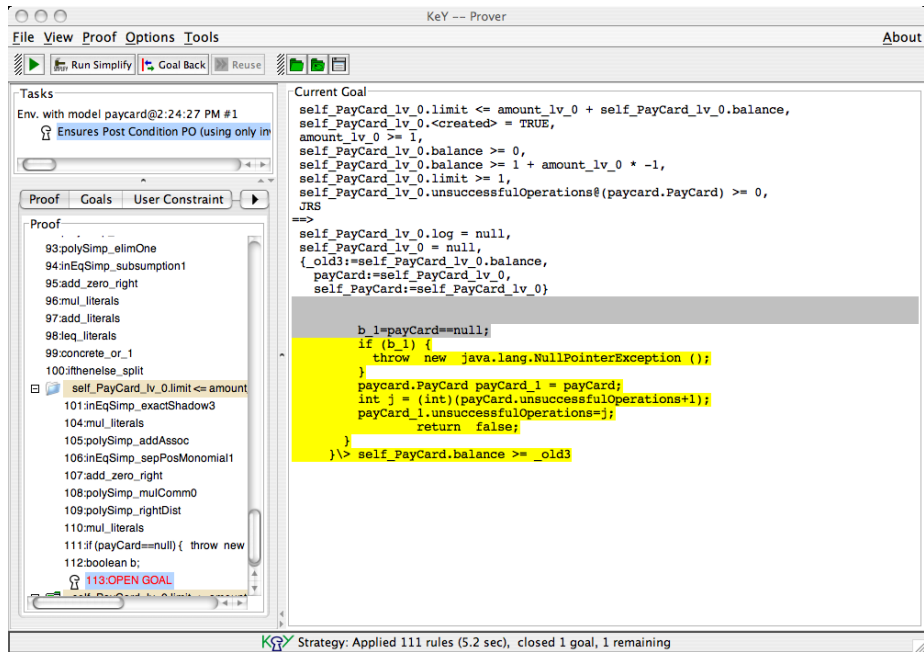 KeY -- Prover
File View Proof Options Tools
About
Run Simplify Goal Back Reuse
Tasks
Env. with model paycard@2:24:27 PM #1
Ensures Post Condition PO (using only in
Proof Goals User Constraint
Proof
93:polySimp_elimOne
94:inEqSimp_subsumption1
95:add_zero_right
96:mul_literals
97:add_literals
98:leq_literals
99:concrete_or_1
100:ifthenelse_split
self_PayCard_lv_0.limit <= amount
101:inEqSimp_exactShadow3
104:mul_literals
105:polySimp_addAssoc
106:inEqSimp_sepPosMonomial1
107:add_zero_right
108:polySimp_mulComm0
109:polySimp_rightDist
110:mul_literals
111:if (payCard==null) { throw new
112:boolean b;
113:OPEN GOAL
Current Goal
self_PayCard_lv_0.limit <= amount_lv_0 + self_PayCard_lv_0.balance,
self_PayCard_lv_0.<created> = TRUE,
amount_lv_0 >= 1,
self_PayCard_lv_0.balance >= 0,
self_PayCard_lv_0.balance >= 1 + amount_lv_0 * -1,
self_PayCard_lv_0.limit >= 1,
self_PayCard_lv_0.unsuccessfulOperations@(paycard.PayCard) >= 0,
JRS
==>
self_PayCard_lv_0.log = null,
self_PayCard_lv_0 = null,
{_old3:=self_PayCard_lv_0.balance,
payCard:=self_PayCard_lv_0,
self_PayCard:=self_PayCard_lv_0}
b_1=payCard==null;
if (b_1) {
throw new java.lang.NullPointerException ();
}
paycard.PayCard payCard_1 = payCard;
int j = (int)(payCard.unsuccessfulOperations+1);
payCard_1.unsuccessfulOperations=j;
return false;
}
}\> self_PayCard.balance >= _old3
KeY Strategy: Applied 111 rules (5.2 sec), closed 1 goal, 1 remaining